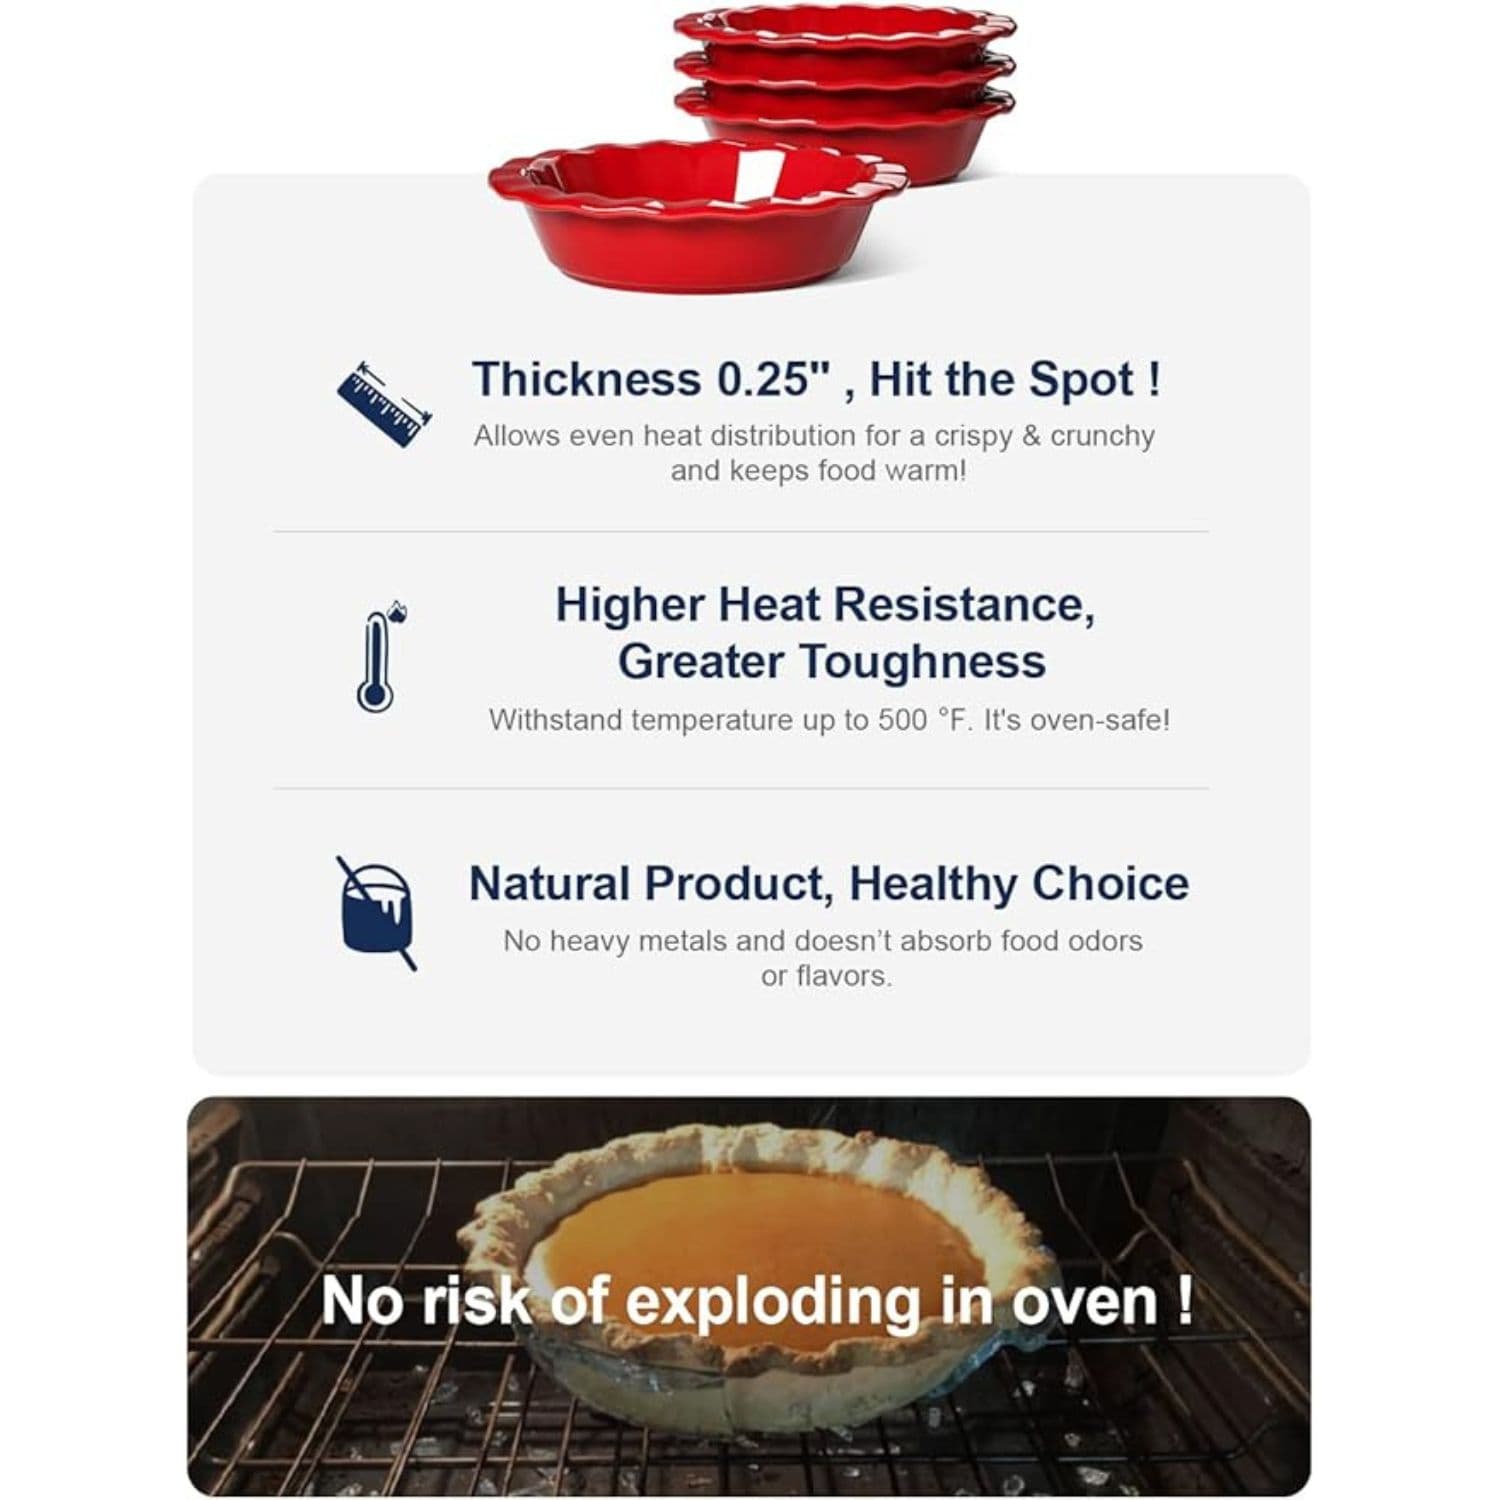 Thickness 0.25" , Hit the Spot !
Allows even heat distribution for a crispy & crunchy
and keeps food warm!
Higher Heat Resistance,
Greater Toughness
Withstand temperature up to 500 °F. It's oven-safe!
Natural Product, Healthy Choice
No heavy metals and doesn’t absorb food odors
or flavors.
No risk of exploding in oven !